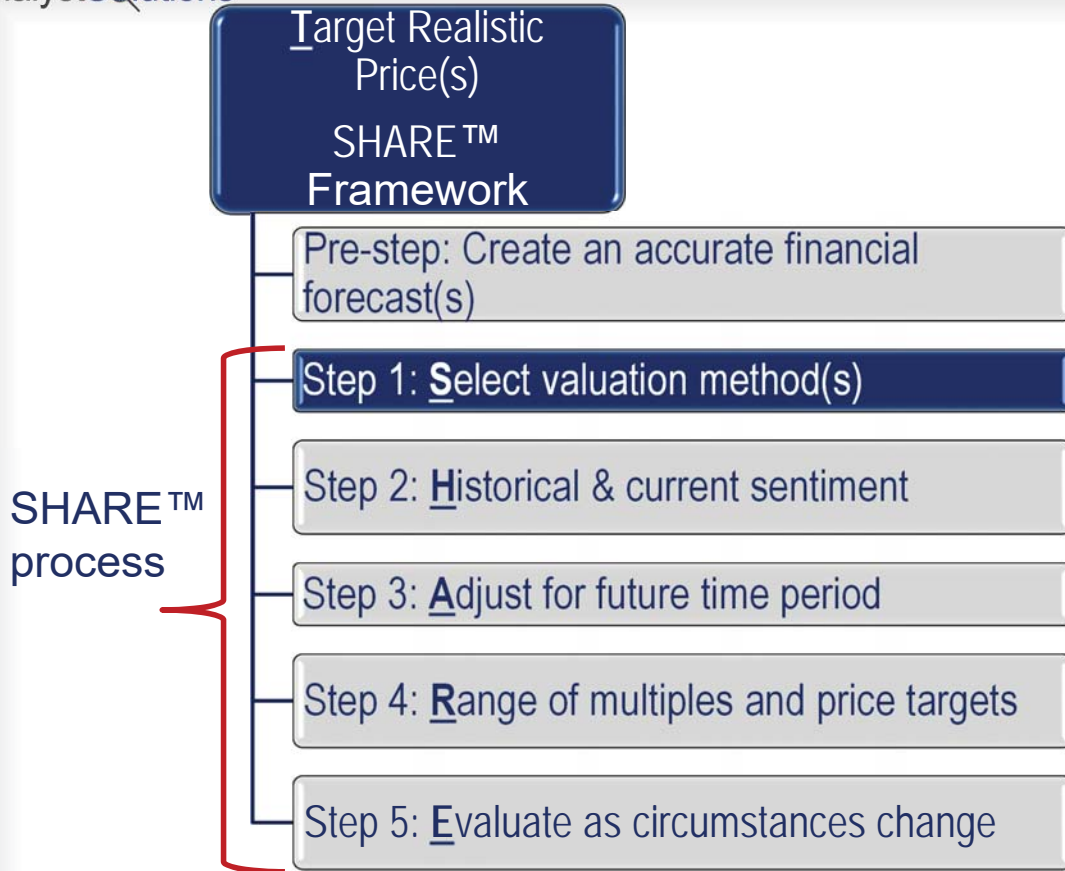 Target Realistic
Price(s)
SHARE™
Framework
Pre-step: Create an accurate financial
forecast(s)
Step 1: Select valuation method(s)
Step 2: Historical & current sentiment
SHARE™
process
Step 3: Adjust for future time period
Step 4: Range of multiples and price targets
Step 5: Evaluate as circumstances change